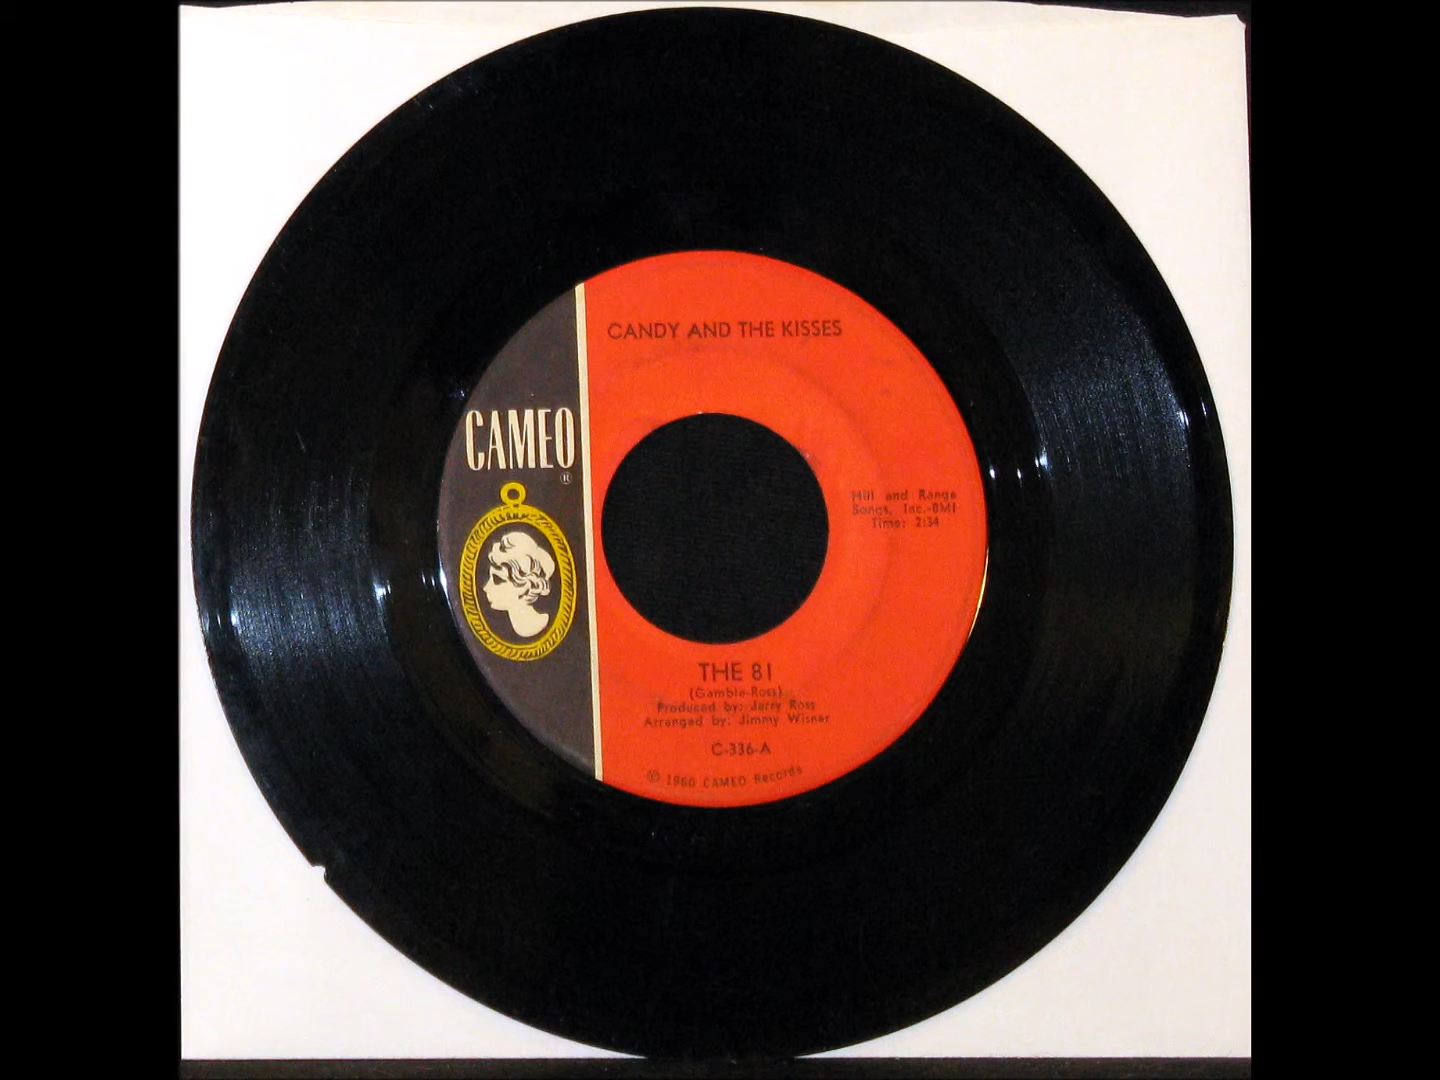 CANDY AND THE KISSES
CAMEO
®
Hill and Range
Songs, Inc.-BMI
Time: 2:34
THE 81
(Gamble-Ross)
Produced by: Jerry Ross
Arranged by: Jimmy Wisner
C-336-A
© 1960 CAMEO Records